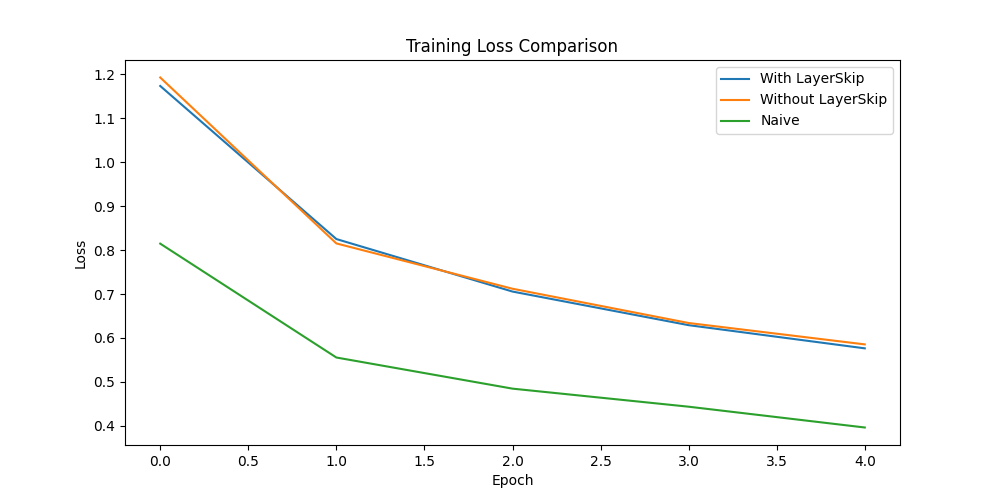 Training Loss Comparison
With LayerSkip
Without LayerSkip
Naive
1.2
1.1
1.0
0.9
0.8
0.7
0.6
0.5
0.4
Loss
0.0 0.5 1.0 1.5 2.0 2.5 3.0 3.5 4.0
Epoch